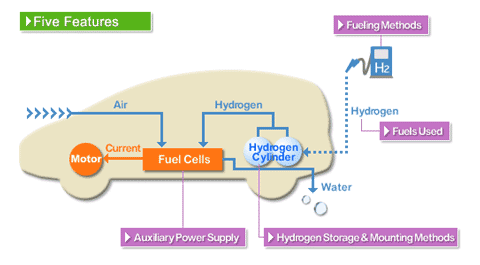 Five Features
Fueling Methods
H2
Air
Hydrogen
Hydrogen
Fuels Used
Motor
Current
Fuel Cells
Hydrogen
Cylinder
Water
Auxiliary Power Supply
Hydrogen Storage & Mounting Methods